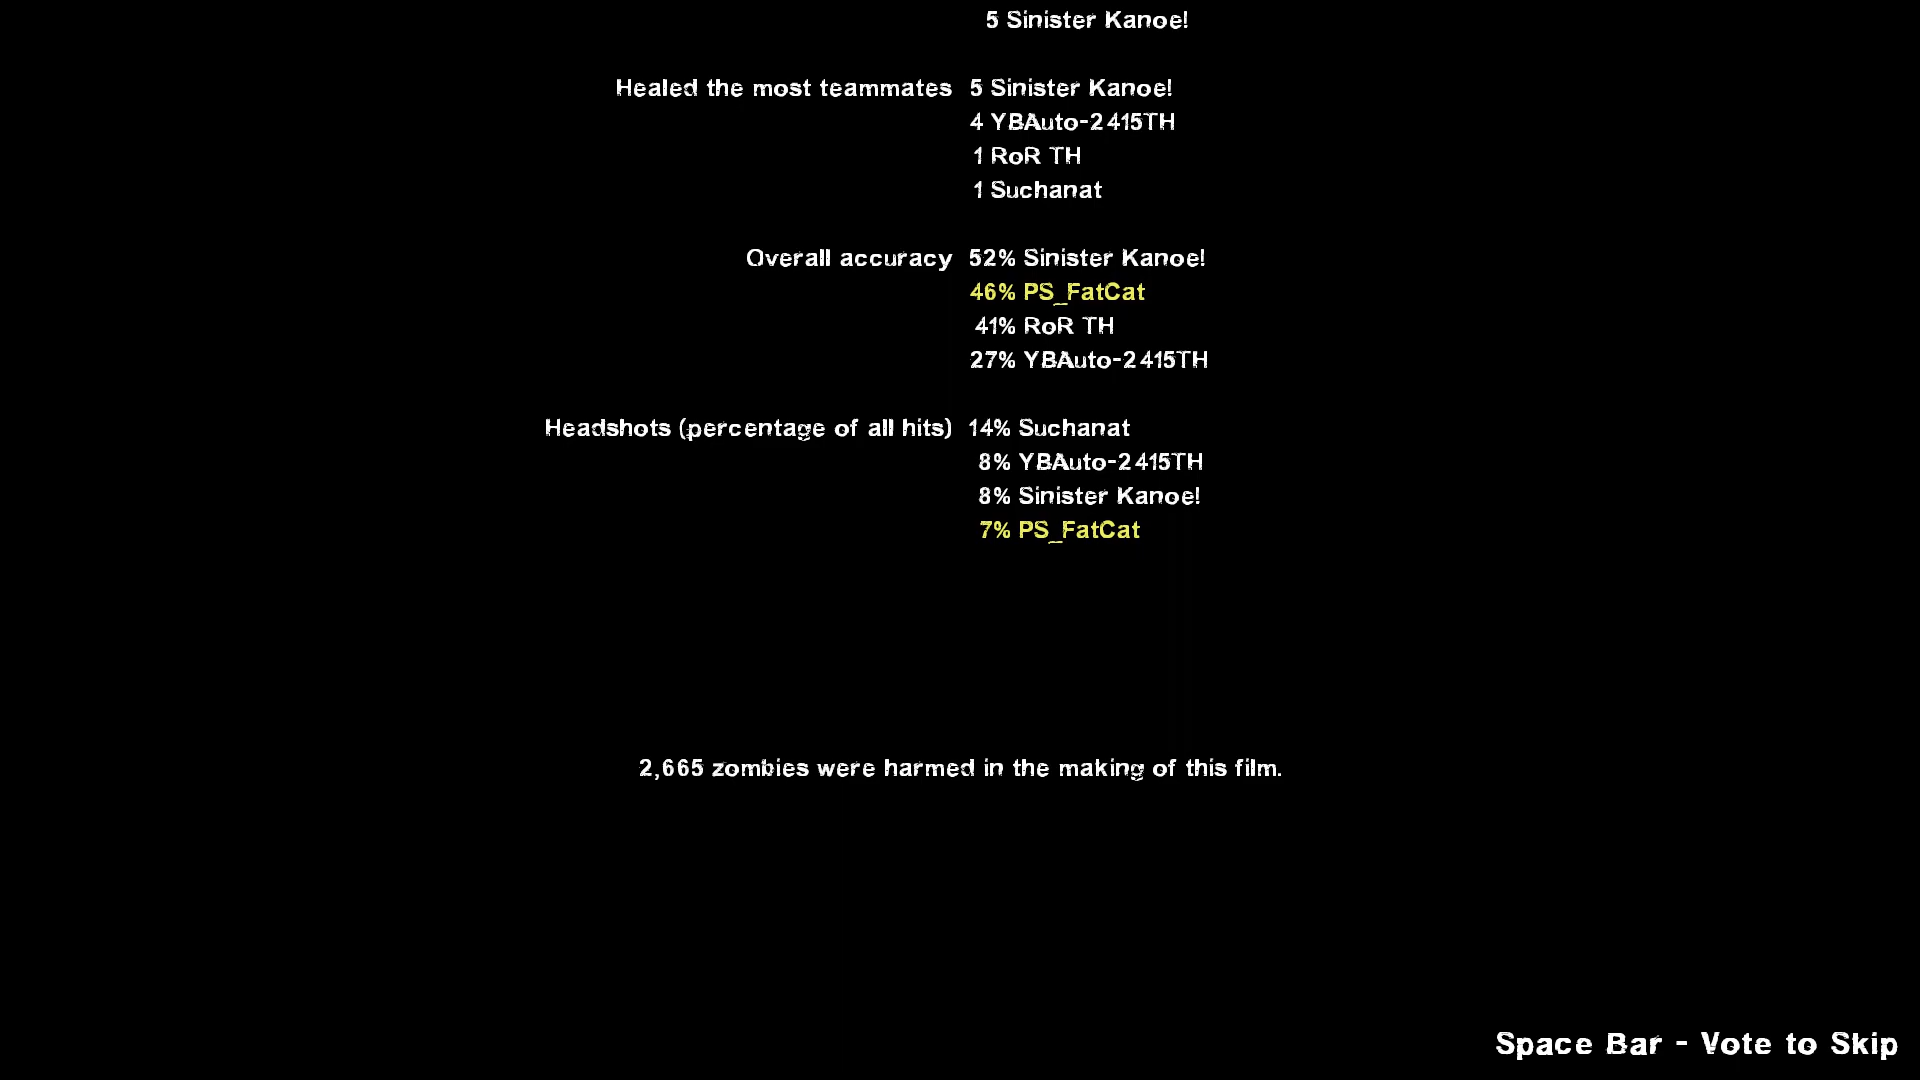 5 Sinister Kanoe!
Healed the most teammates 5 Sinister Kanoe!
4 YBAuto-2415TH
1 RoR TH
1 Suchanat
Overall accuracy 52% Sinister Kanoe!
46% PS_FatCat
41% RoR TH
27% YBAuto-2415TH
Headshots (percentage of all hits) 14% Suchanat
8% YBAuto-2415TH
8% Sinister Kanoe!
7% PS_FatCat
2,665 zombies were harmed in the making of this film.
Space Bar - Vote to Skip